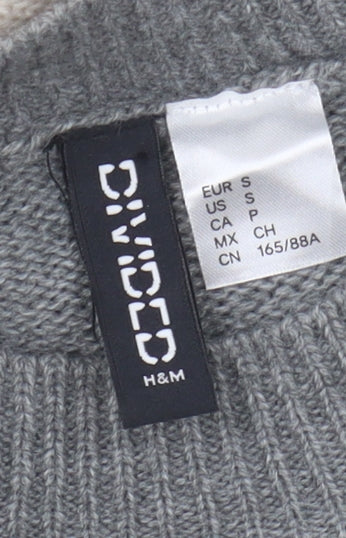 DIVIDED
H&M
EUR S
US S
CA P
MX CH
CN 165/88A